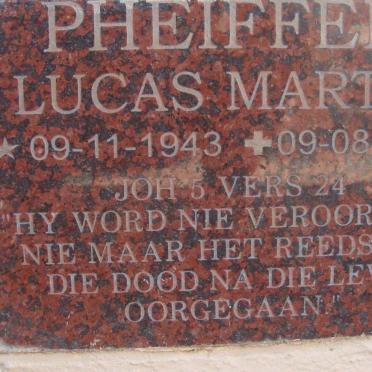 PHEIFFER
LUCAS MART
09-11-1943 09-08
JOH 5 VERS 24
"HY WORD NIE VEROOR
NIE MAAR HET REEDS
DIE DOOD NA DIE LEW
OORGEGAAN."